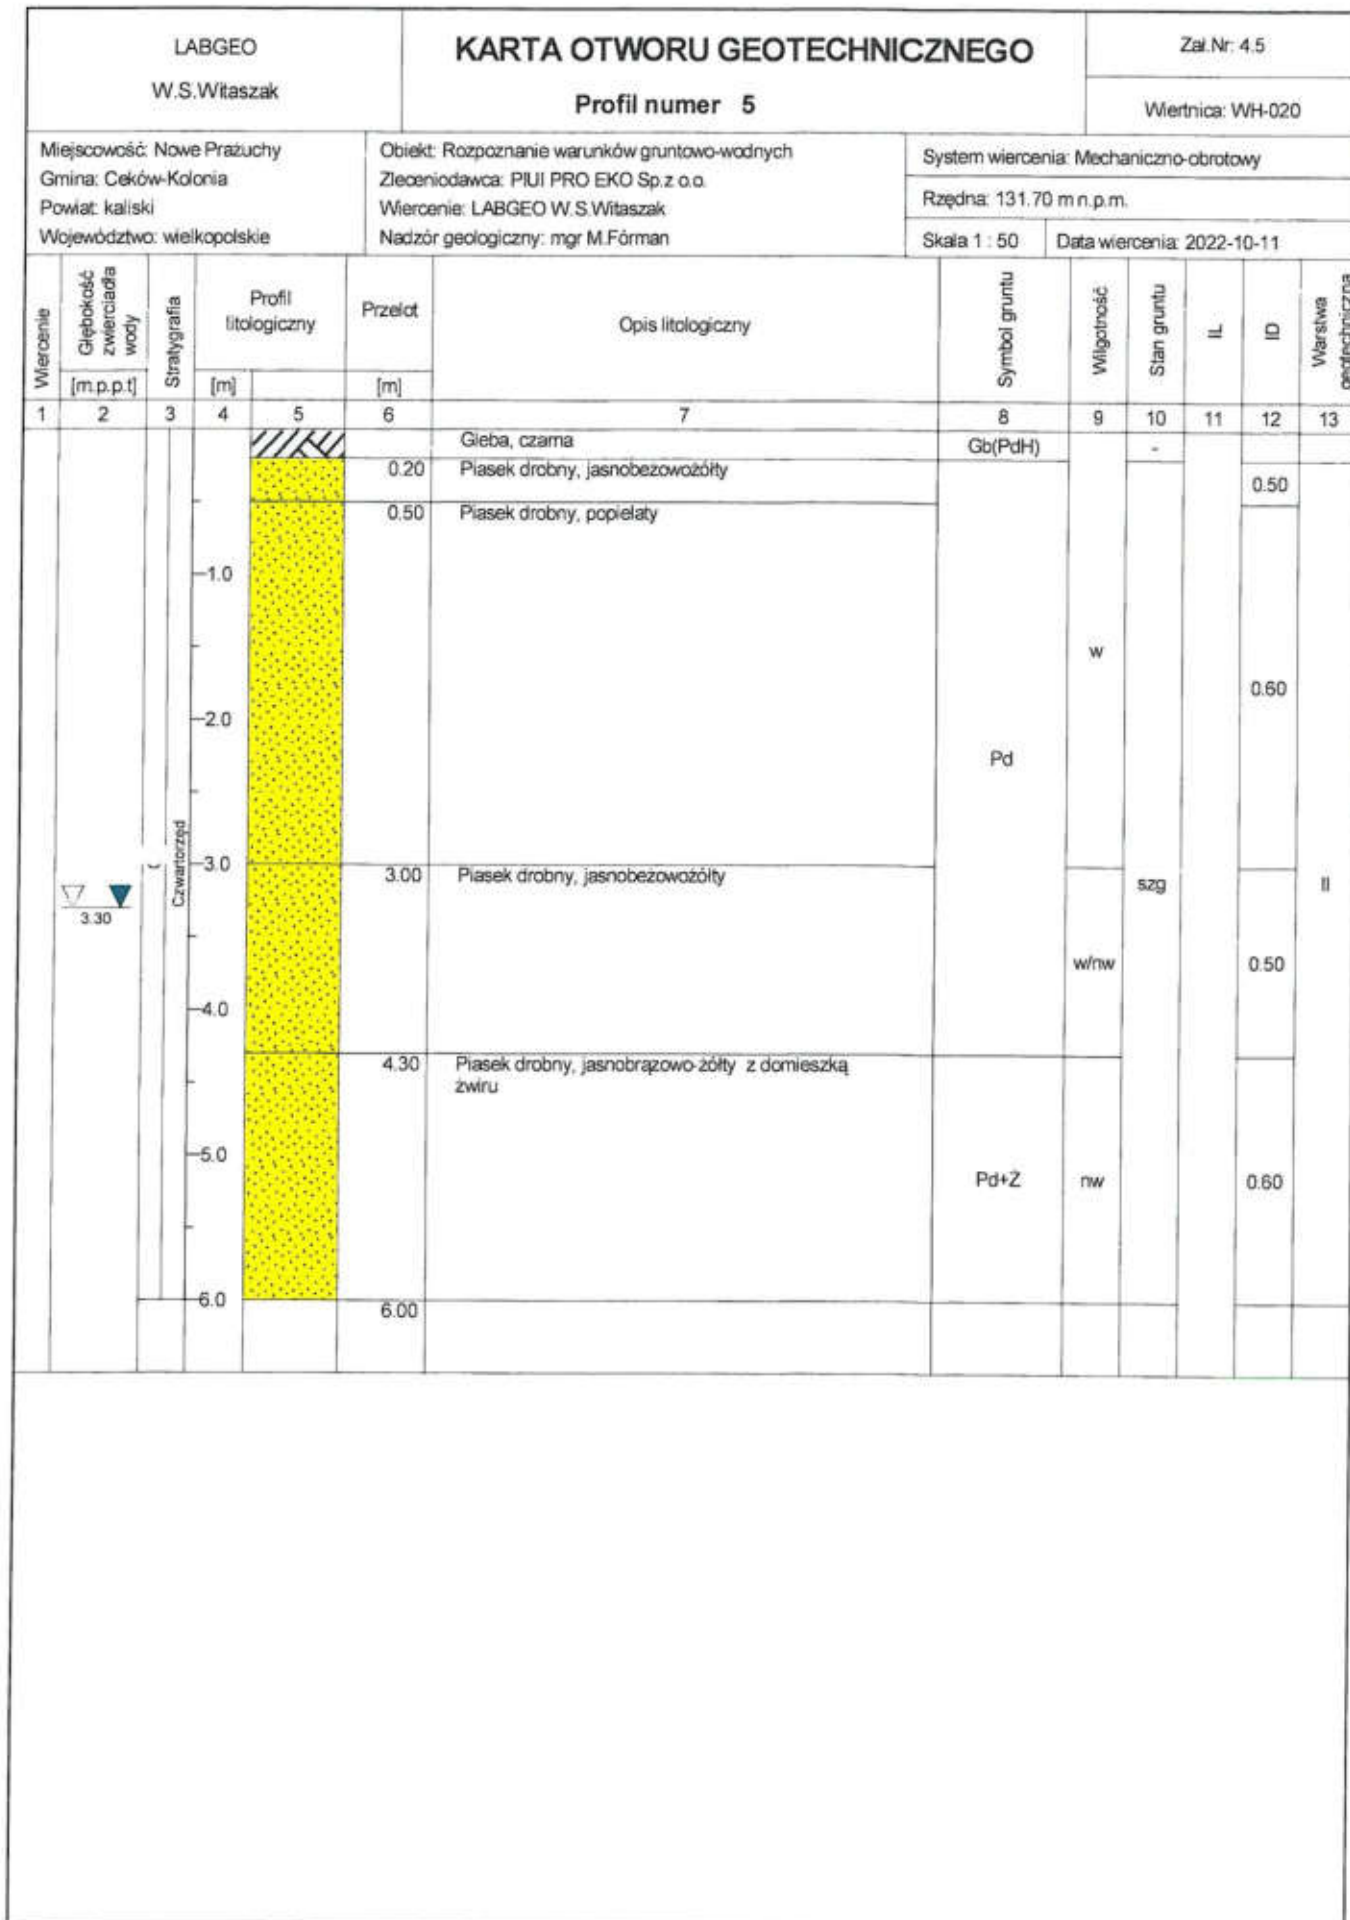 LABGEO
W.S.Witaszak
KARTA OTWORU GEOTECHNICZNEGO
Profil numer 5
Zał.Nr: 4.5
Wiertnica: WH-020
Miejscowość: Nowe Prażuchy
Gmina: Ceków-Kolonia
Powiat: kaliski
Województwo: wielkopolskie
Obiekt: Rozpoznanie warunków gruntowo-wodnych
Zleceniodawca: PIUI PRO EKO Sp.z o.o.
Wiercenie: LABGEO W.S.Witaszak
Nadzór geologiczny: mgr M.Fórman
System wiercenia: Mechaniczno-obrotowy
Rzędna: 131.70 m n.p.m.
Skala 1 : 50
Data wiercenia: 2022-10-11
Wiercenie
Głębokość zwierciadła wody
[m.p.p.t]
Stratygrafia
Profil litologiczny
[m]
Przelot
[m]
Opis litologiczny
Symbol gruntu
Wilgotność
Stan gruntu
IL
ID
Warstwa geotechniczna
1 2 3 4 5 6 7 8 9 10 11 12 13
Gleba, czarna
Gb(PdH)
-
0.20 Piasek drobny, jasnobeżowożółty
0.50
0.50 Piasek drobny, popielaty
1.0
w
0.60
2.0
Pd
Czwartorzęd
3.0
3.00 Piasek drobny, jasnobeżowożółty
szg
II
3.30
w/nw
0.50
4.0
4.30 Piasek drobny, jasnobrązowo-żółty z domieszką
żwiru
5.0
Pd+Ż
nw
0.60
6.0
6.00